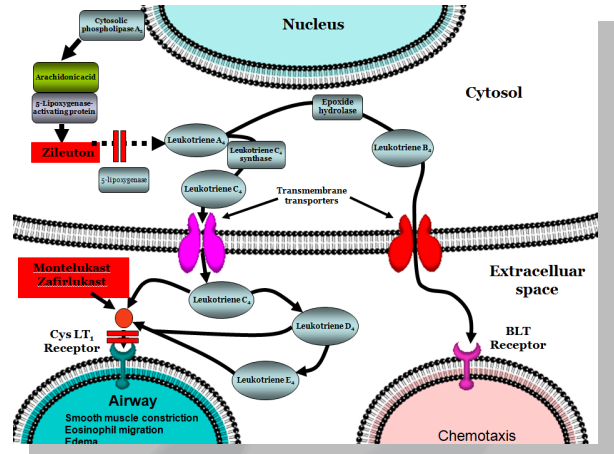 Nucleus
Cytosolic
phospholipase A2
Arachidonic acid
5-Lipoxygenase-
activating protein
Zileuton
5-lipoxygenase
Leukotriene A4
Leukotriene C4
synthase
Epoxide
hydrolase
Leukotriene B4
Cytosol
Leukotriene C4
Transmembrane
transporters
Montelukast
Zafirlukast
Extracelluar
space
Leukotriene C4
Leukotriene D4
Leukotriene E4
Cys LT1
Receptor
BLT
Receptor
Airway
Smooth muscle constriction
Eosinophil migration
Edema
Chemotaxis